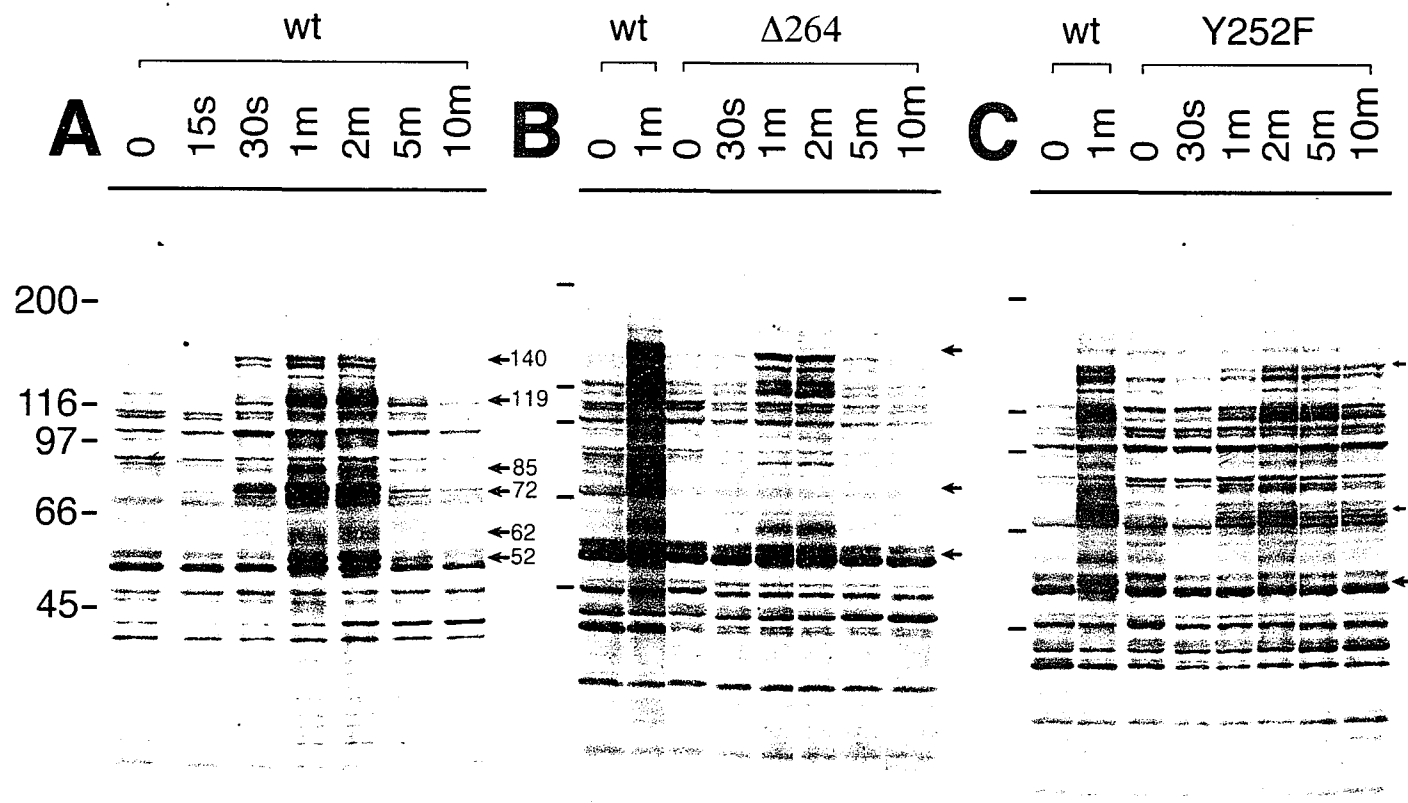 wt
A 0 15s 30s 1m 2m 5m 10m
wt Δ264
B 0 1m 0 30s 1m 2m 5m 10m
wt Y252F
C 0 1m 0 30s 1m 2m 5m 10m
200-
116-
97-
66-
45-
←140
←119
←85
←72
←62
←52